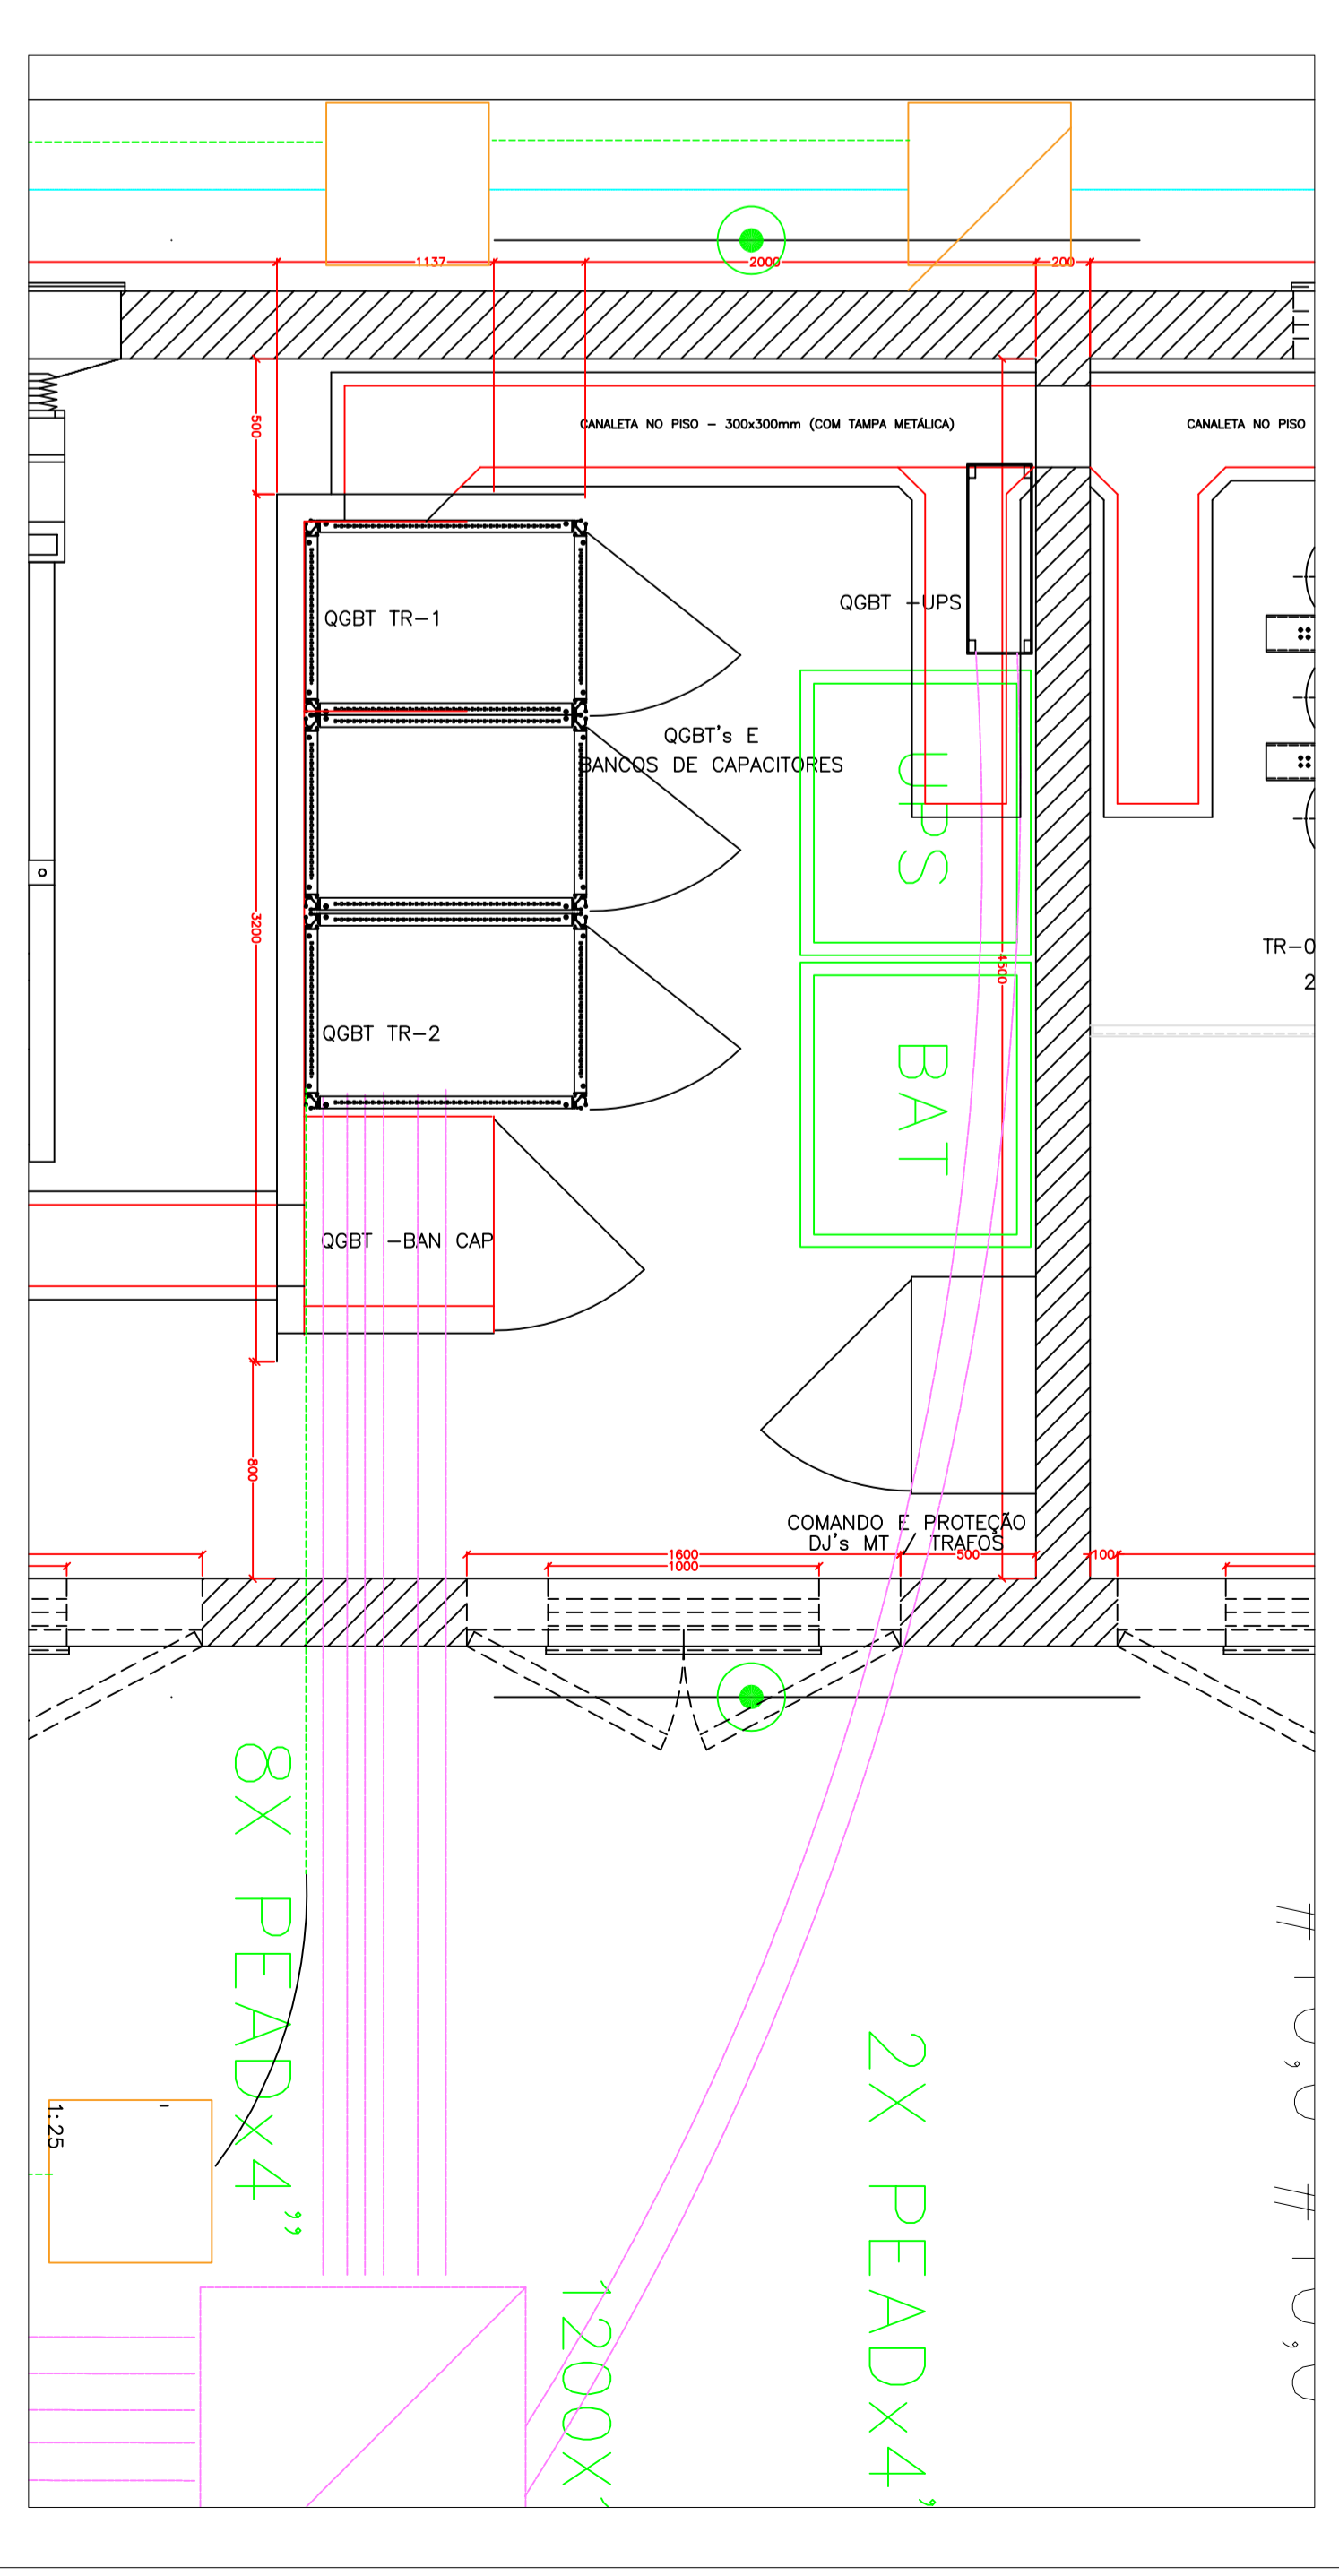 1137
2000
200
500
CANALETA NO PISO - 300x300mm (COM TAMPA METÁLICA)
CANALETA NO PISO
QGBT -UPS
QGBT TR-1
QGBT's E
BANCOS DE CAPACITORES
UPS
3200
4500
TR-0
2
QGBT TR-2
BAT
QGBT -BAN CAP
800
COMANDO E PROTEÇÃO
DJ's MT / TRAFOS
1600
1000
500
100
8X PEADx4"
2X PEADx4"
1:25
1200X